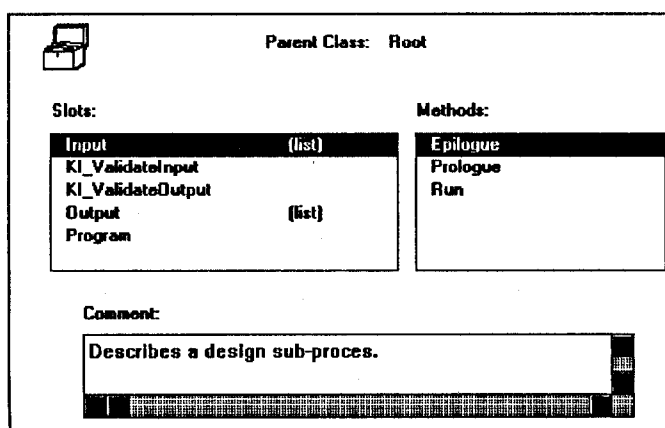 Parent Class: Root
Slots: Methods:
Input (list) Epilogue
KI_ValidateInput Prologue
KI_ValidateOutput Run
Output (list)
Program
Comment:
Describes a design sub-proces.